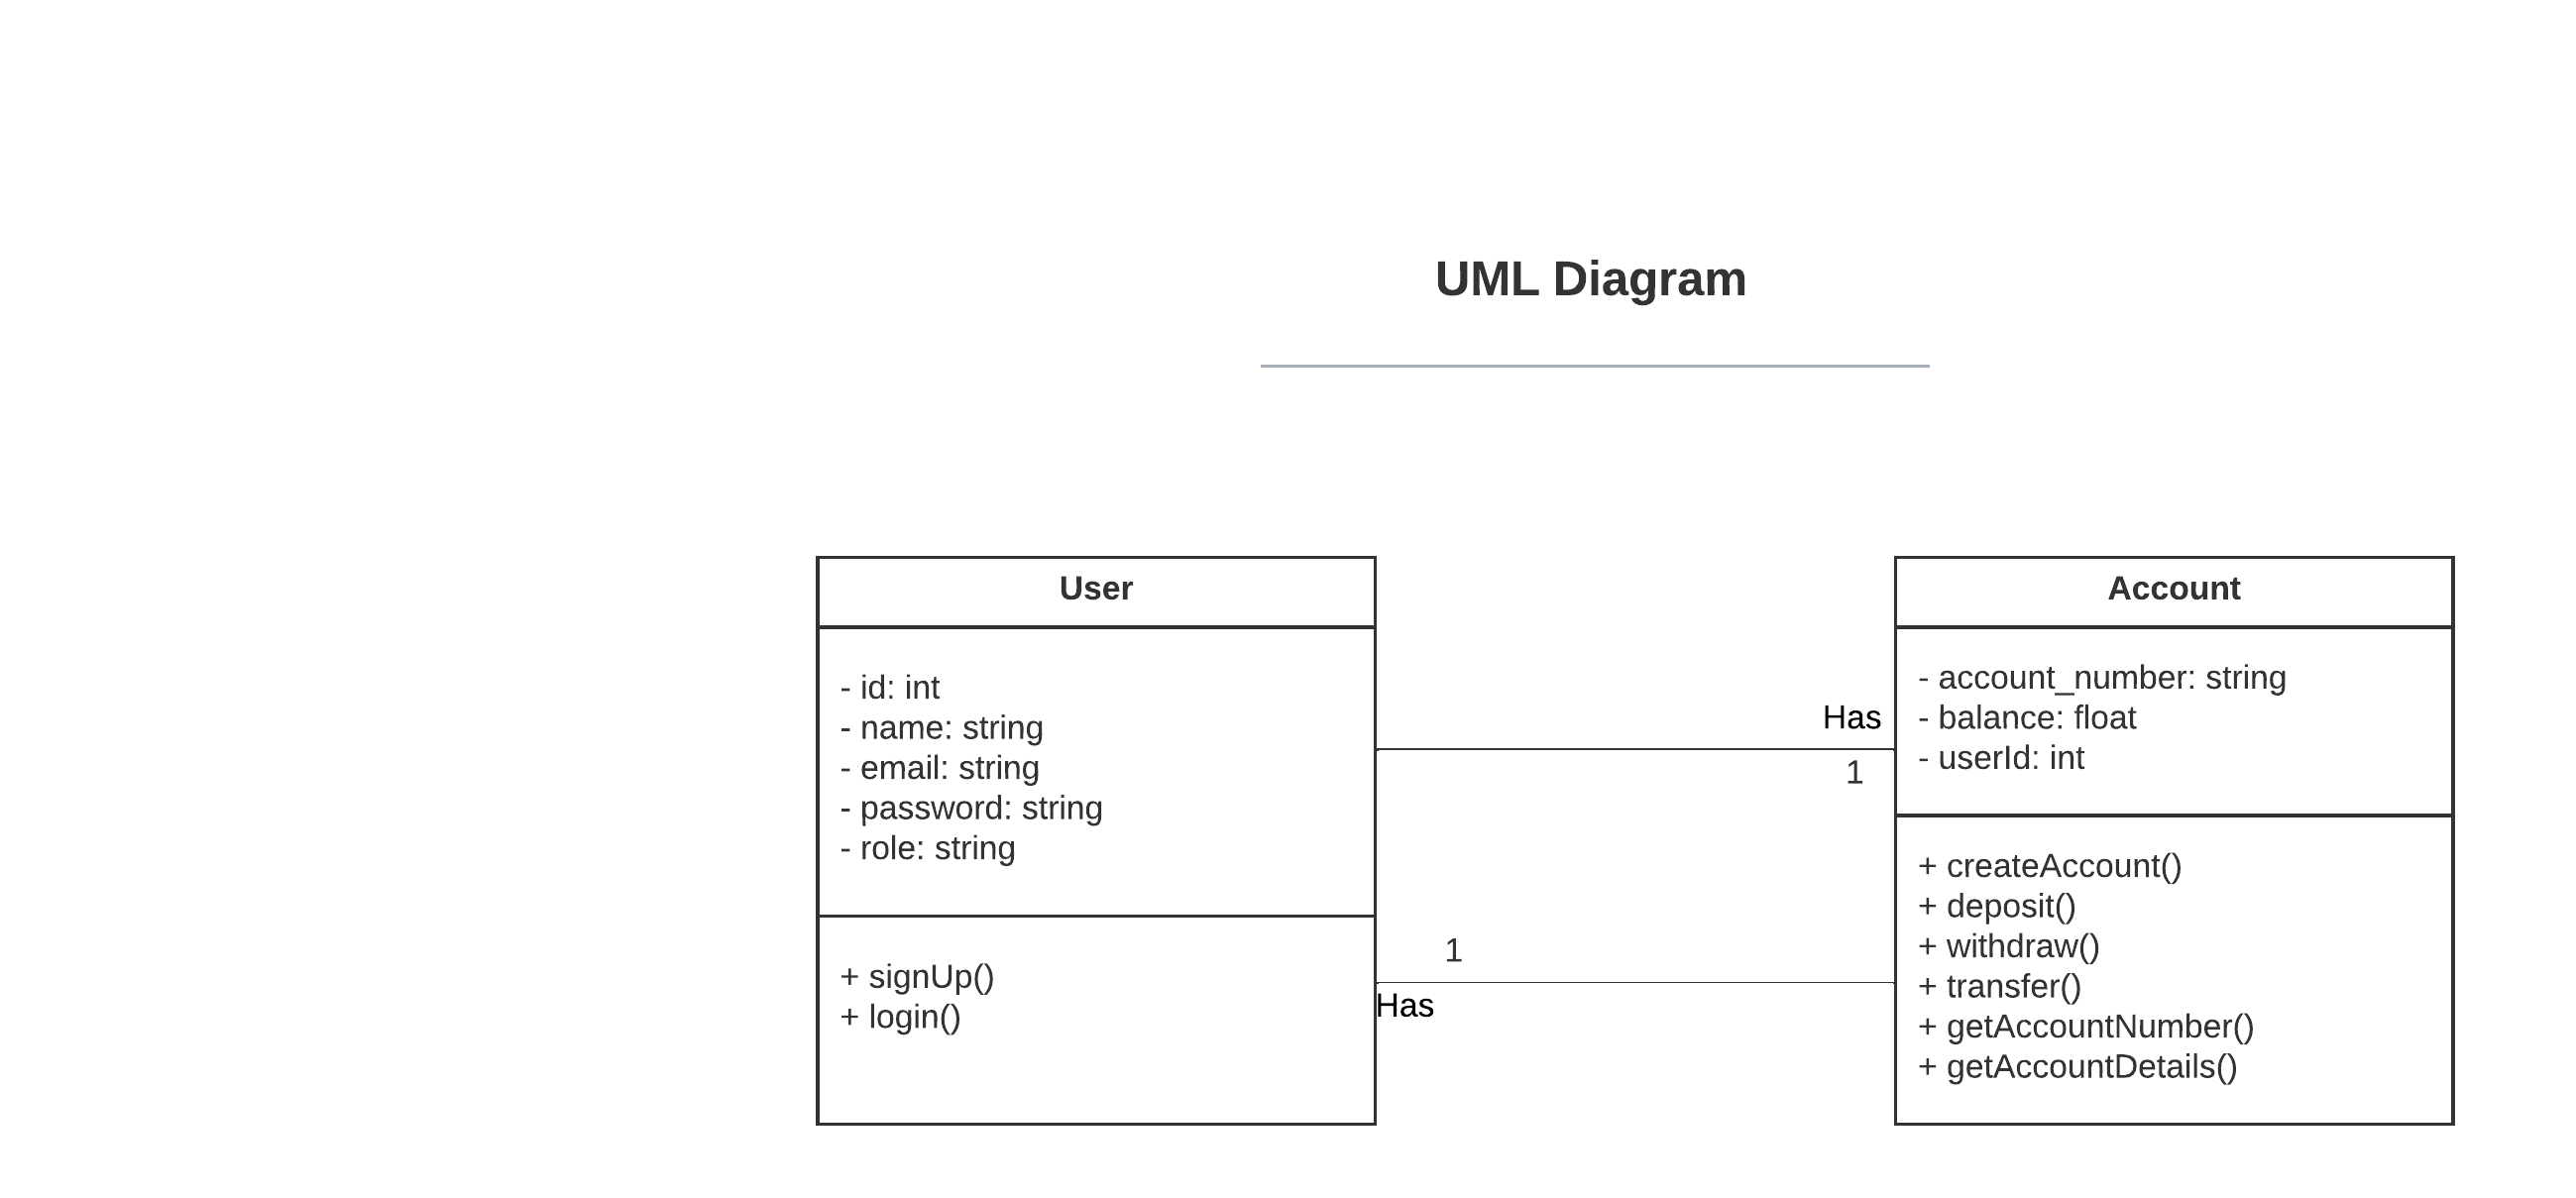 UML Diagram
User
- id: int
- name: string
- email: string
- password: string
- role: string
+ signUp()
+ login()
Has
1
1
Has
Account
- account_number: string
- balance: float
- userId: int
+ createAccount()
+ deposit()
+ withdraw()
+ transfer()
+ getAccountNumber()
+ getAccountDetails()